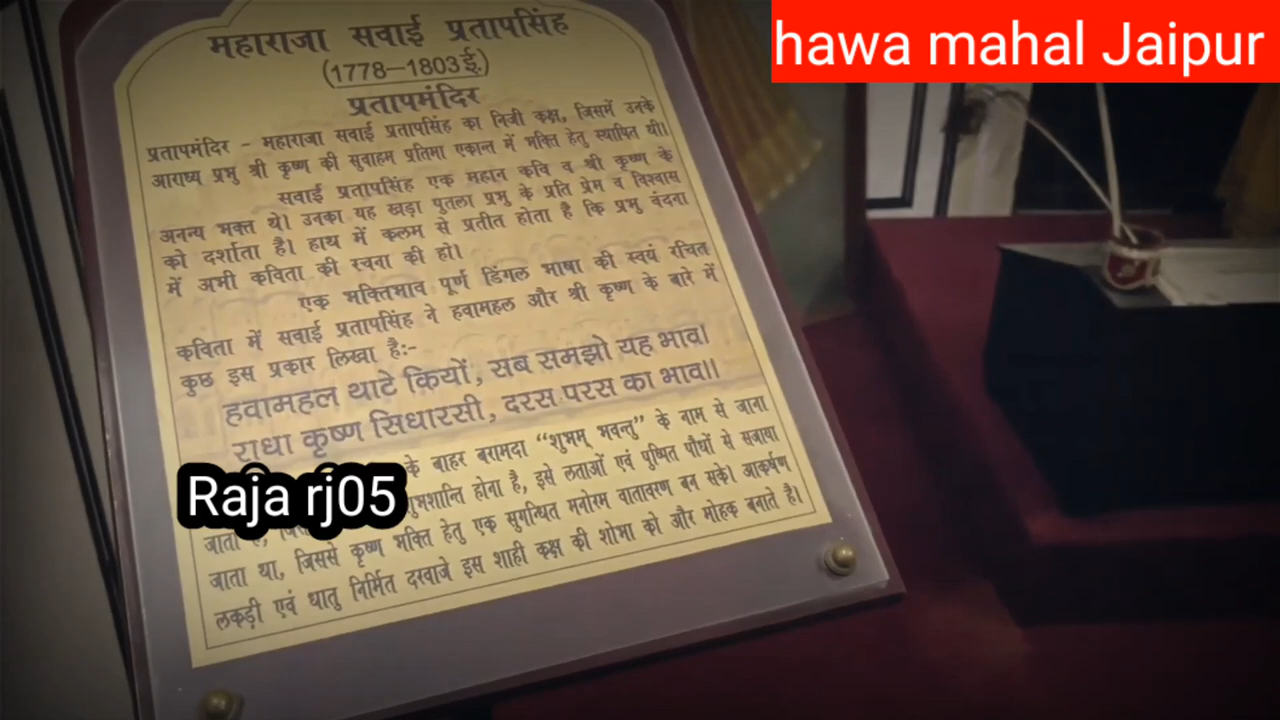 hawa mahal Jaipur
महाराजा सवाई प्रतापसिंह
(1778—1803ई.)
प्रतापमंदिर
प्रतापमंदिर - महाराजा सवाई प्रतापसिंह का निजी कक्ष, जिसमें उनके
आराध्य प्रभु श्री कृष्ण की सुवाहम प्रतिमा एकान्त में भक्ति हेतु स्थापित थी।
सवाई प्रतापसिंह एक महान कवि व श्री कृष्ण के
अनन्य भक्त थे। उनका यह खड़ा पुतला प्रभु के प्रति प्रेम व विश्वास
को दर्शाता है। हाथ में कलम से प्रतीत होता है कि प्रभु वंदना
में अभी कविता की रचना की हो।
एक भक्तिभाव पूर्ण डिंगल भाषा की स्वयं रचित
कविता में सवाई प्रतापसिंह ने हवामहल और श्री कृष्ण के बारे में
कुछ इस प्रकार लिखा है:-
हवामहल थाटे कियों, सब समझो यह भाव।
राधा कृष्ण सिधारसी, दरस परस का भाव।।
के बाहर बरामदा “शुभम् भवन्तु” के नाम से जाना
Raja rj05
जाता है, होना है, इसे लताओं एवं पुष्पित पौधों से सजाया
जाता था, जिससे कृष्ण भक्ति हेतु एक सुगन्धित मनोरम वातावरण बन सके। आकर्षण
लकड़ी एवं धातु निर्मित दरवाजे इस शाही कक्ष की शोभा को और मोहक बनाते है।